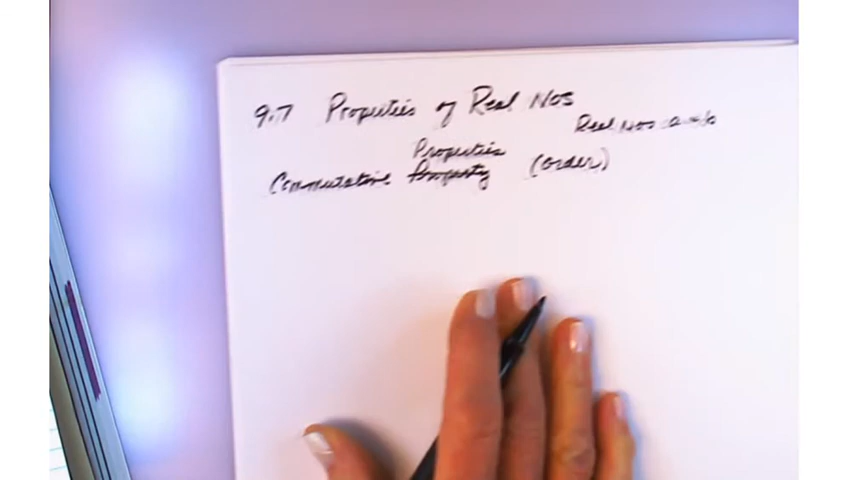 9.7 Properties of Real Nos
Real Nos a & b
Properties
Commutative Property (order)